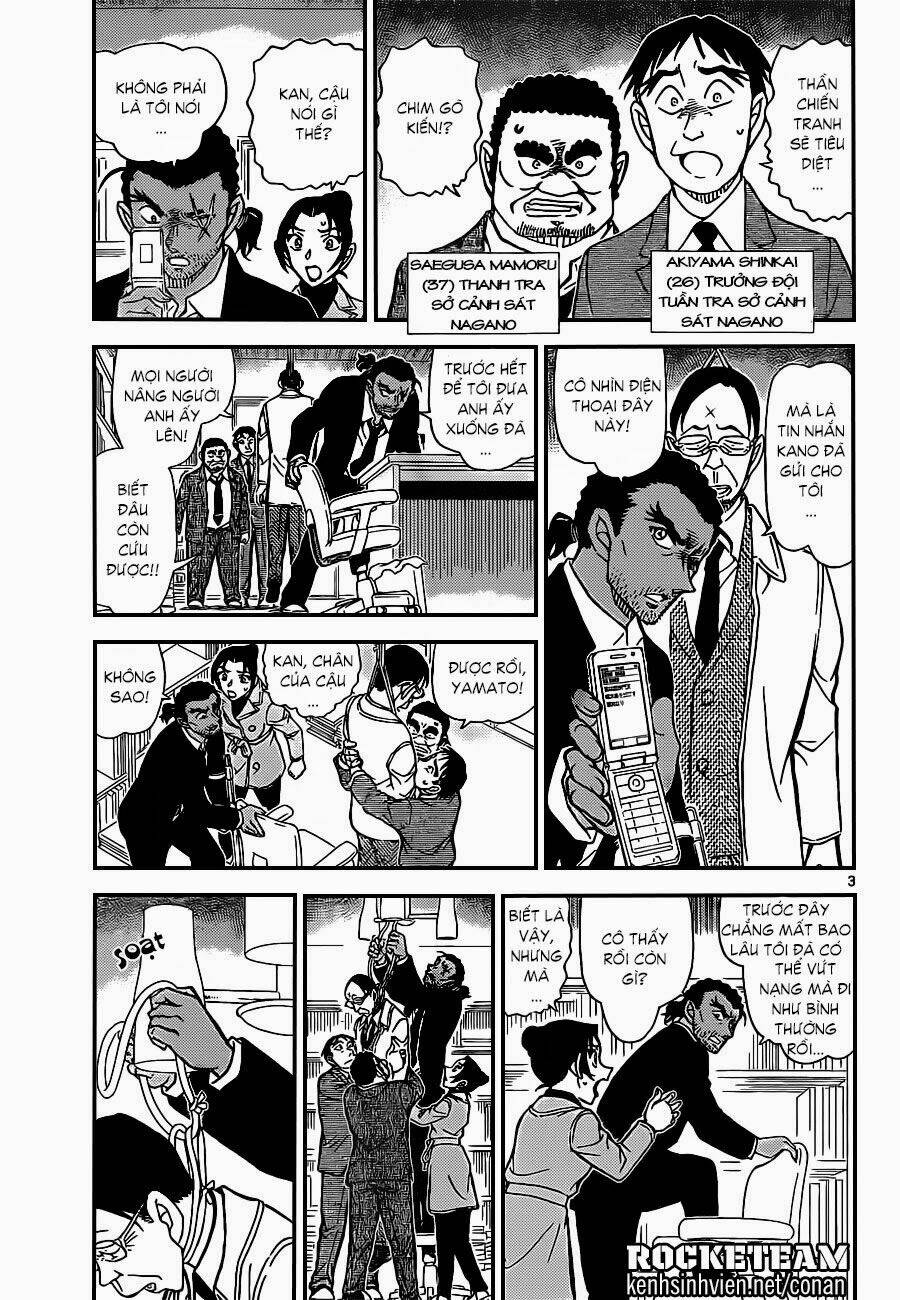 THẦN
CHIẾN
TRANH
SẼ TIÊU
DIỆT
...
CHIM GÕ
KIẾN!?
AKIYAMA SHINKAI
(26) TRƯỞNG ĐỘI
TUẦN TRA SỞ CẢNH
SÁT NAGANO
SAEGUSA MAMORU
(37) THANH TRA
SỞ CẢNH SÁT
NAGANO
KAN, CẬU
NÓI GÌ
THẾ?
KHÔNG PHẢI
LÀ TÔI NÓI
...
MÀ LÀ
TIN NHẮN
KANO ĐÃ
GỬI CHO
TÔI
...
CÔ NHÌN ĐIỆN
THOẠI ĐÂY
NÀY!
TRƯỚC HẾT
ĐỂ TÔI ĐƯA
ANH ẤY
XUỐNG ĐÃ
...
MỌI NGƯỜI
NÂNG NGƯỜI
ANH ẤY
LÊN!
BIẾT
ĐÂU CÒN
CỨU
ĐƯỢC!!
ĐƯỢC RỒI,
YAMATO!
KAN, CHÂN
CỦA CẬU
...
KHÔNG
SAO!
3
TRƯỚC ĐÂY
CHẲNG MẤT BAO
LÂU TÔI ĐÃ CÓ
THỂ VỨT
NẠNG MÀ ĐI
NHƯ BÌNH
THƯỜNG
RỒI...
CÔ THẤY
RỒI CÒN
GÌ?
BIẾT LÀ
VẬY,
NHƯNG
MÀ
...
SOẠT
ROCKETEAM
kenhsinhvien.net/conan